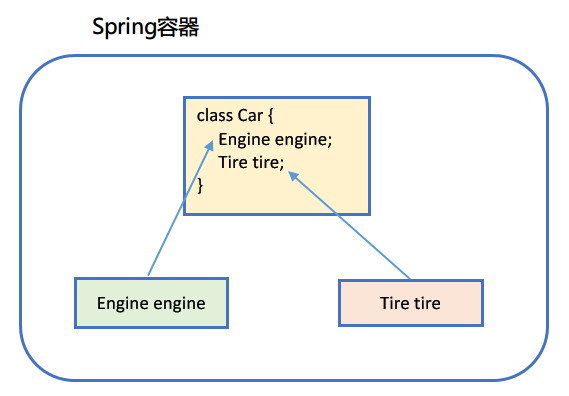 Spring容器
class Car {
Engine engine;
Tire tire;
}
Engine engine
Tire tire